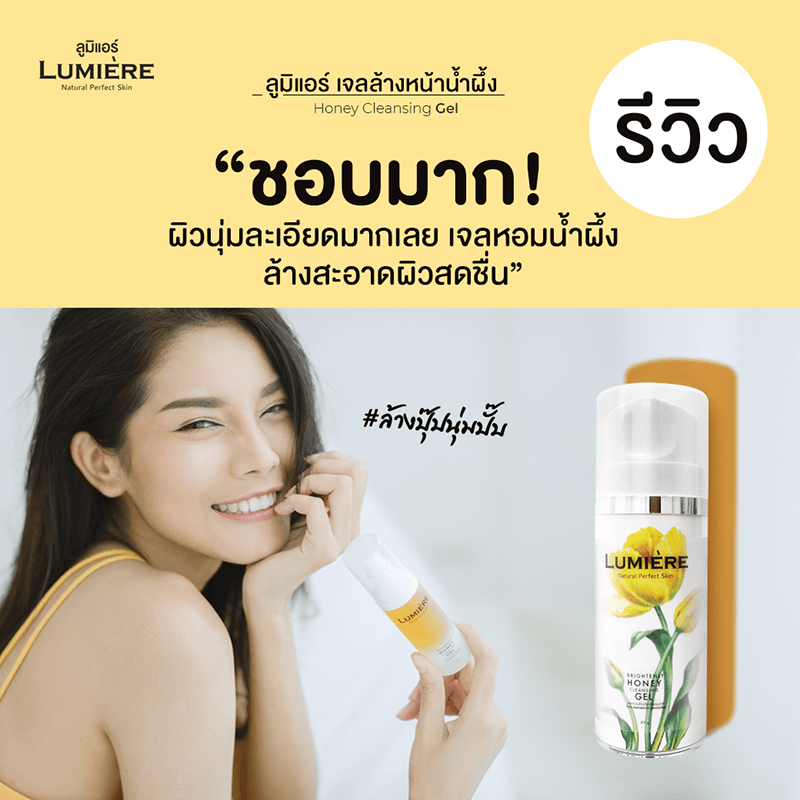 ลูมิแอร์
LUMIÈRE
Natural Perfect Skin
ลูมิแอร์ เจลล้างหน้าน้ำผึ้ง
Honey Cleansing Gel
รีวิว
“ชอบมาก!
ผิวนุ่มละเอียดมากเลย เจลหอมน้ำผึ้ง
ล้างสะอาดผิวสดชื่น”
#ล้างปุ๊ปนุ่มปั๊บ
LUMIÈRE
HONEY
GEL
LUMIÈRE
Natural Perfect Skin
HONEY
CLEANSING
GEL